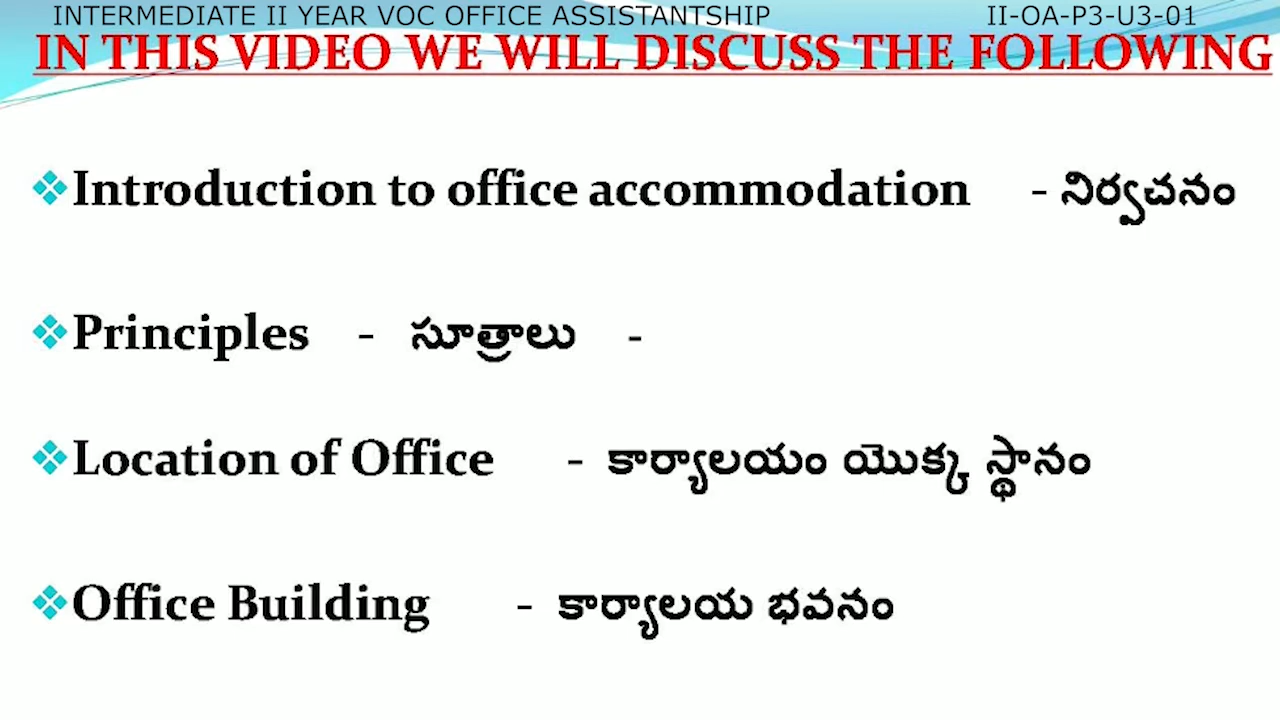 INTERMEDIATE II YEAR VOC OFFICE ASSISTANTSHIP II-OA-P3-U3-01
IN THIS VIDEO WE WILL DISCUSS THE FOLLOWING
❖Introduction to office accommodation - నిర్వచనం
❖Principles - సూత్రాలు -
❖Location of Office - కార్యాలయం యొక్క స్థానం
❖Office Building - కార్యాలయ భవనం